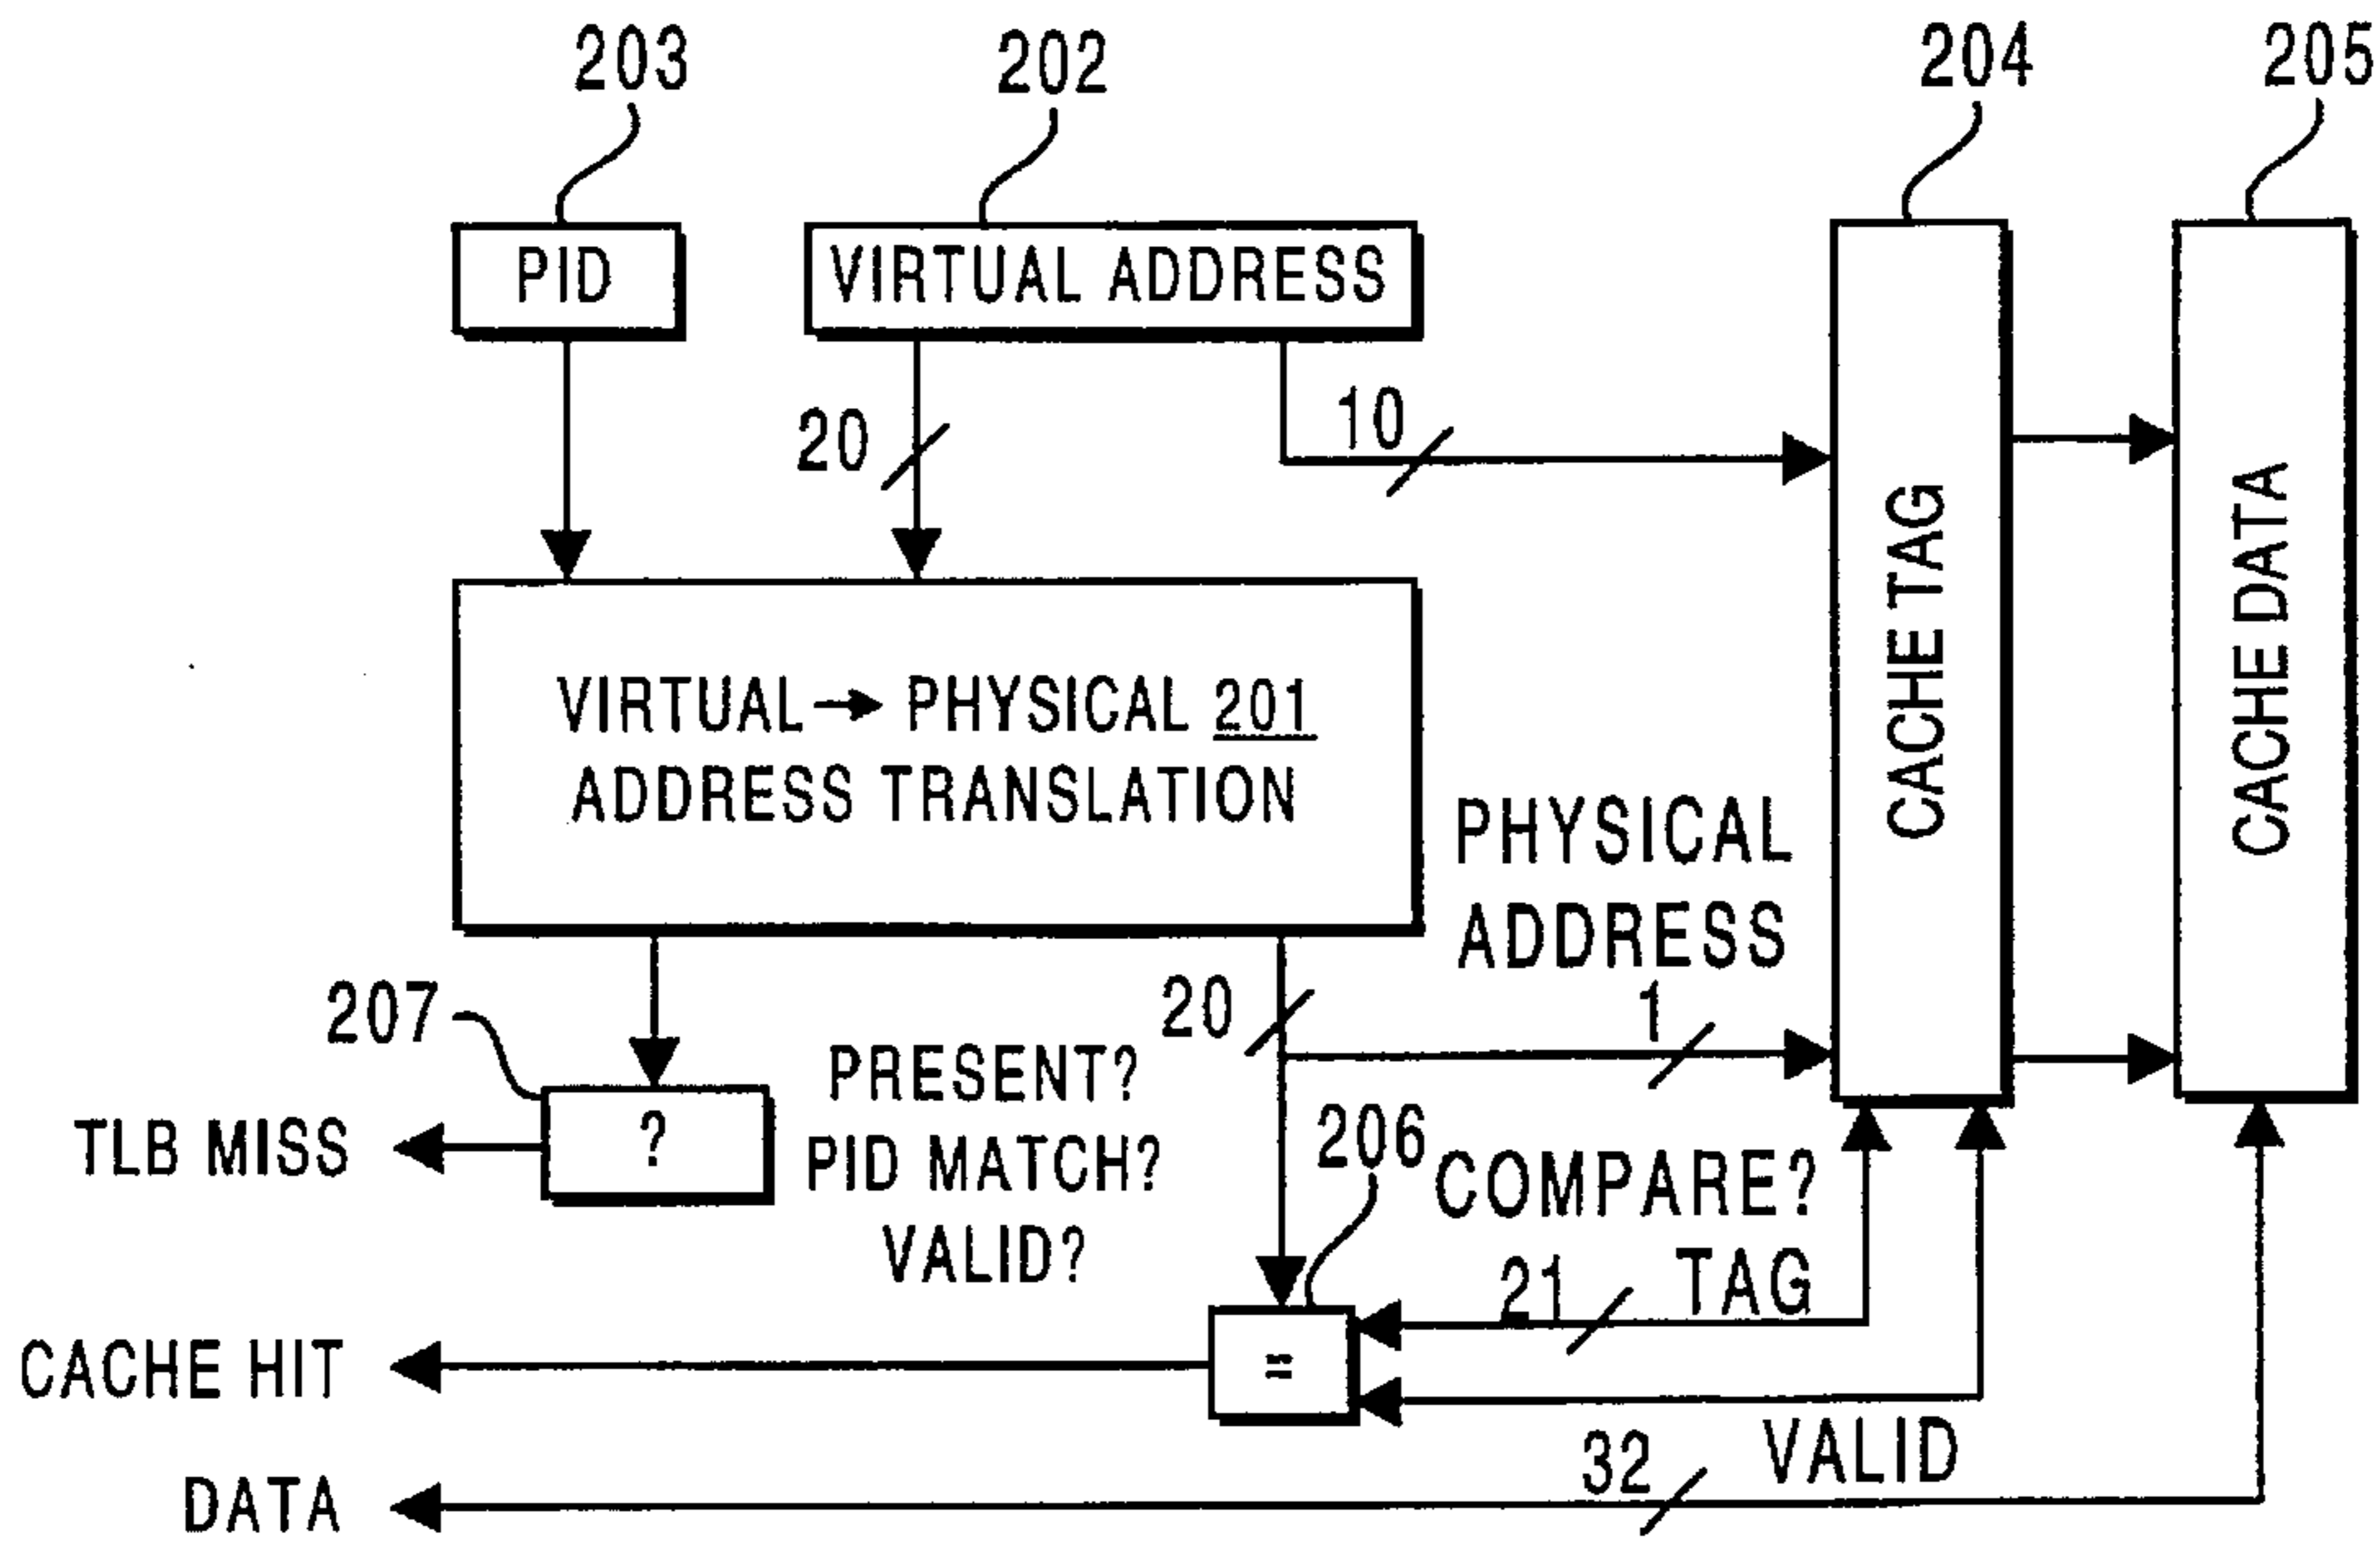 203
202
204
205
PID
VIRTUAL ADDRESS
20
10
CACHE TAG
CACHE DATA
VIRTUAL → PHYSICAL 201
ADDRESS TRANSLATION
PHYSICAL
ADDRESS
207
20
1
PRESENT?
PID MATCH?
VALID?
?
TLB MISS
206
COMPARE?
21
TAG
=
CACHE HIT
VALID
32
DATA